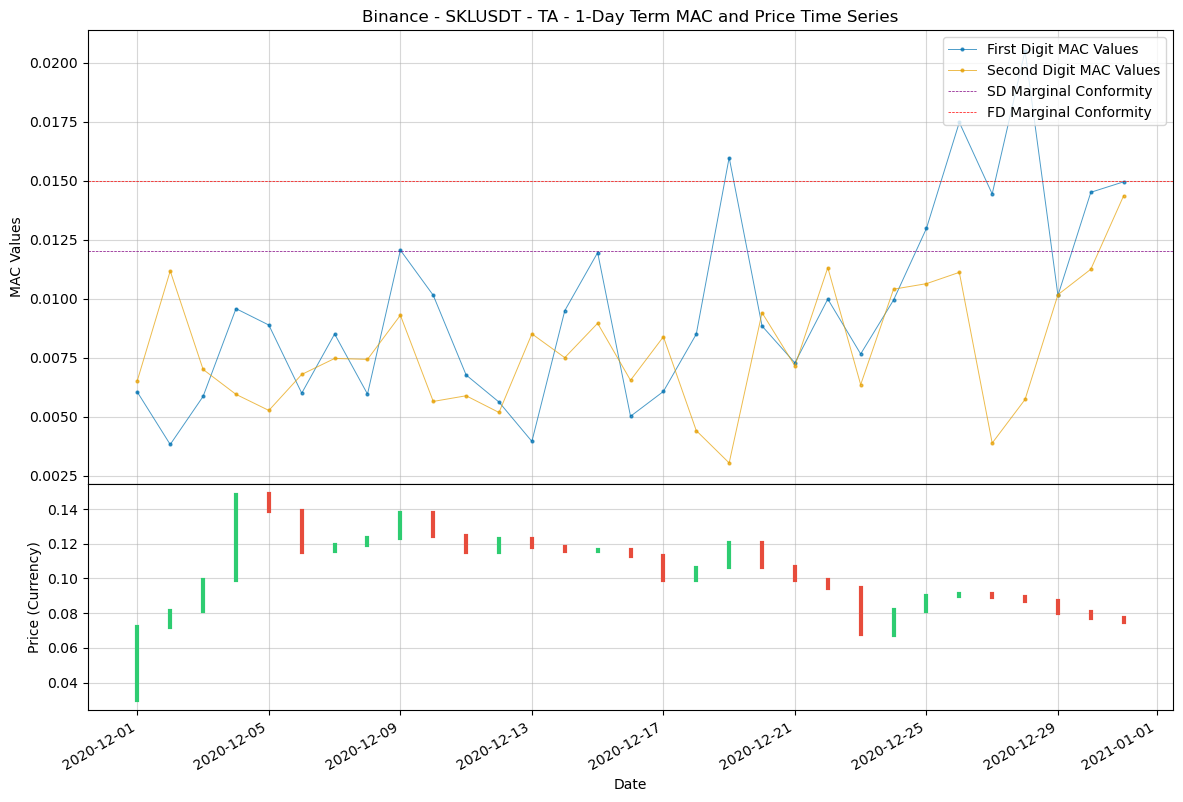 Binance - SKLUSDT - TA - 1-Day Term MAC and Price Time Series
First Digit MAC Values
Second Digit MAC Values
SD Marginal Conformity
FD Marginal Conformity
MAC Values
0.0200
0.0175
0.0150
0.0125
0.0100
0.0075
0.0050
0.0025
Price (Currency)
0.14
0.12
0.10
0.08
0.06
0.04
2020-12-01
2020-12-05
2020-12-09
2020-12-13
2020-12-17
2020-12-21
2020-12-25
2020-12-29
2021-01-01
Date